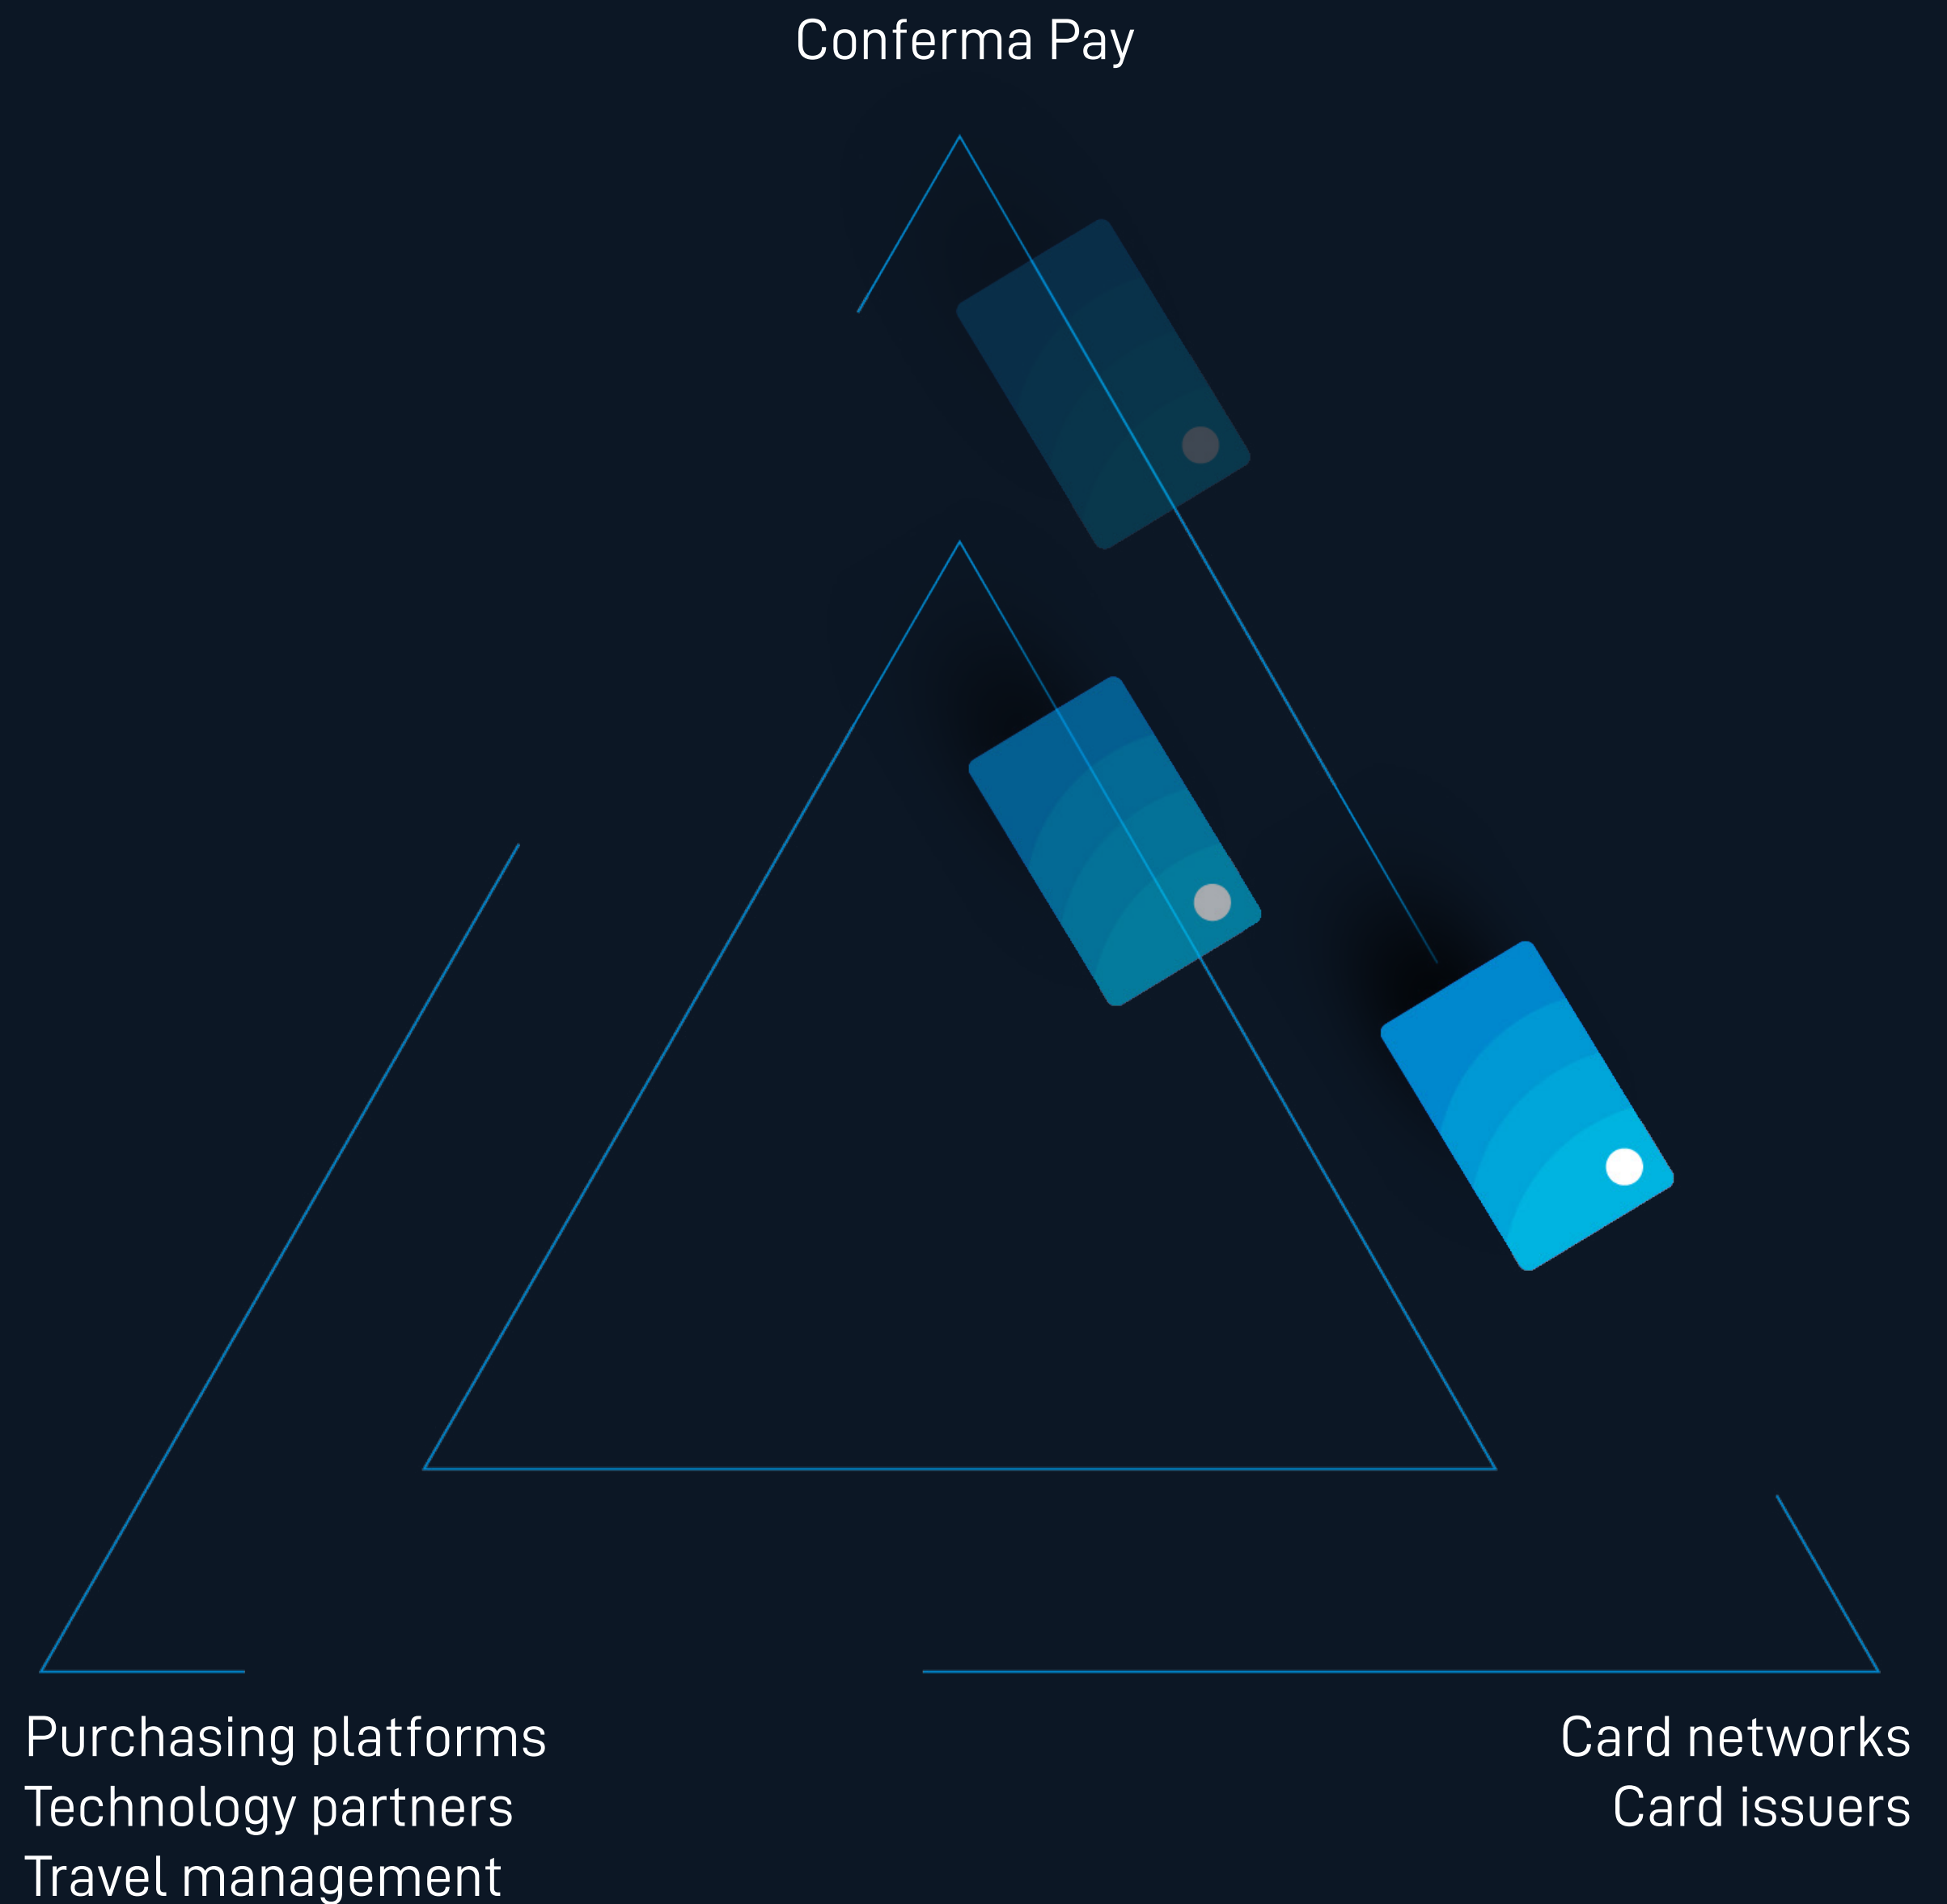 Conferma Pay
Purchasing platforms
Technology partners
Travel management
Card networks
Card issuers